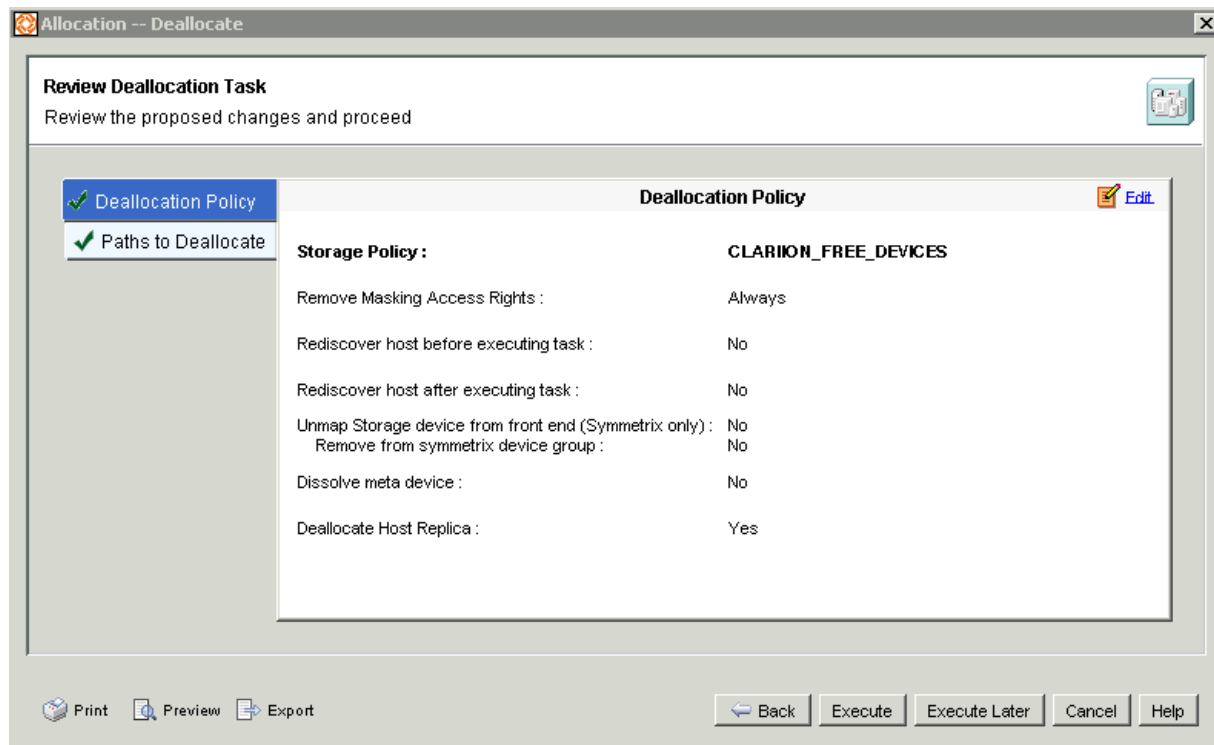 Allocation -- Deallocate
Review Deallocation Task
Review the proposed changes and proceed
Deallocation Policy
Paths to Deallocate
Deallocation Policy
Edit
Storage Policy : CLARIION_FREE_DEVICES
Remove Masking Access Rights : Always
Rediscover host before executing task : No
Rediscover host after executing task : No
Unmap Storage device from front end (Symmetrix only) : No
Remove from symmetrix device group : No
Dissolve meta device : No
Deallocate Host Replica : Yes
Print Preview Export Back Execute Execute Later Cancel Help